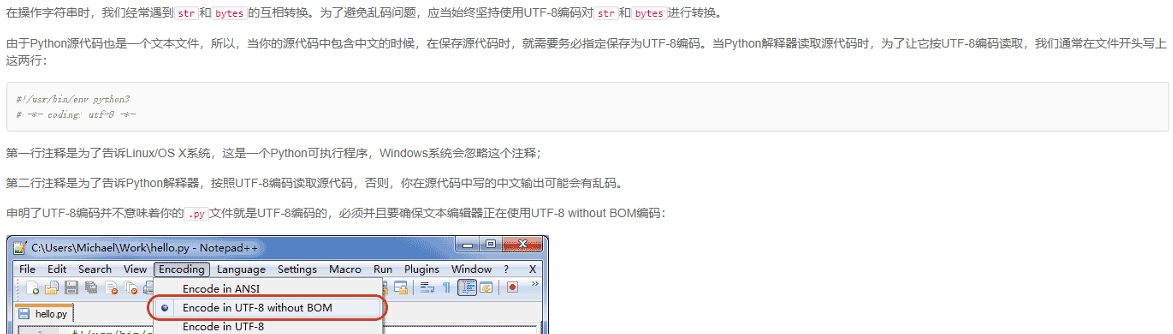 在操作字符串时，我们经常遇到str和bytes的互相转换。为了避免乱码问题，应当始终坚持使用UTF-8编码对str和bytes进行转换。
由于Python源代码也是一个文本文件，所以，当你的源代码中包含中文的时候，在保存源代码时，就需要务必指定保存为UTF-8编码。当Python解释器读取源代码时，为了让它按UTF-8编码读取，我们通常在文件开头写上
这两行：
#!/usr/bin/env python3
# -*- coding: utf-8 -*-
第一行注释是为了告诉Linux/OS X系统，这是一个Python可执行程序，Windows系统会忽略这个注释；
第二行注释是为了告诉Python解释器，按照UTF-8编码读取源代码，否则，你在源代码中写的中文输出可能会有乱码。
申明了UTF-8编码并不意味着你的.py文件就是UTF-8编码的，必须并且要确保文本编辑器正在使用UTF-8 without BOM编码：
C:\Users\Michael\Work\hello.py - Notepad++
File Edit Search View Encoding Language Settings Macro Run Plugins Window ? X
Encode in ANSI
Encode in UTF-8 without BOM
hello.py
Encode in UTF-8